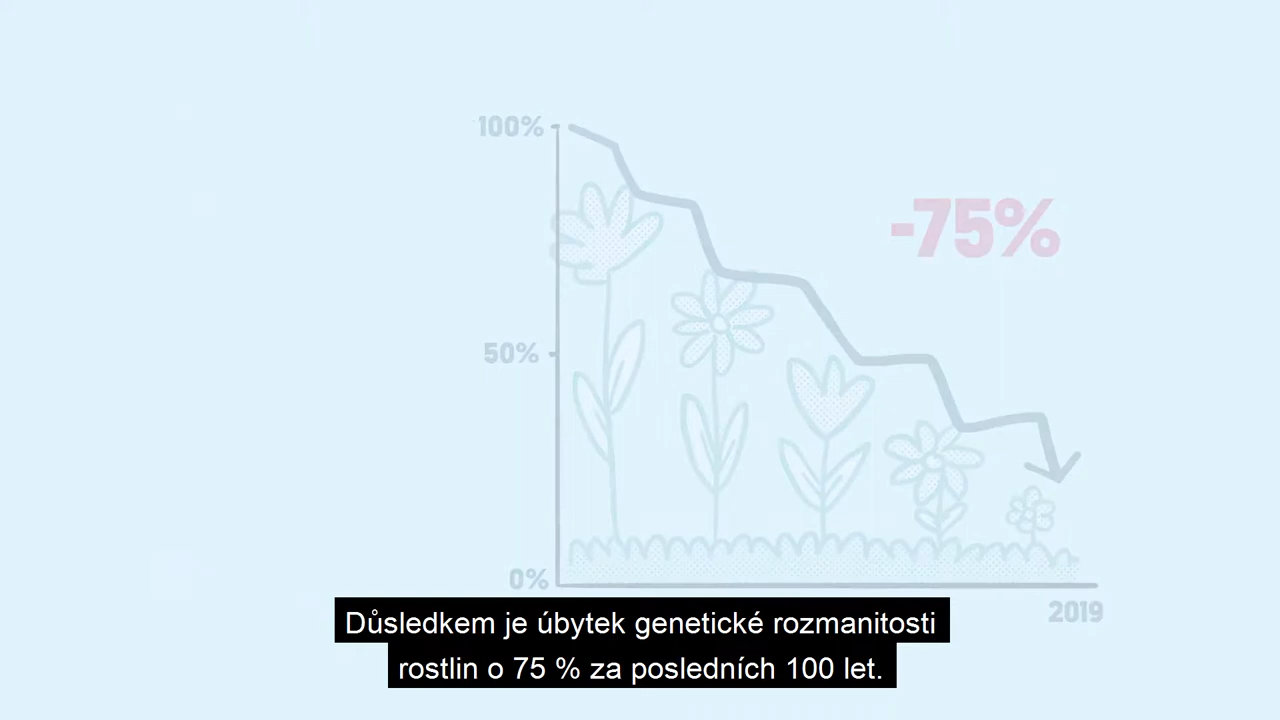 100%
-75%
50%
0%
2019
Důsledkem je úbytek genetické rozmanitosti
rostlin o 75 % za posledních 100 let.